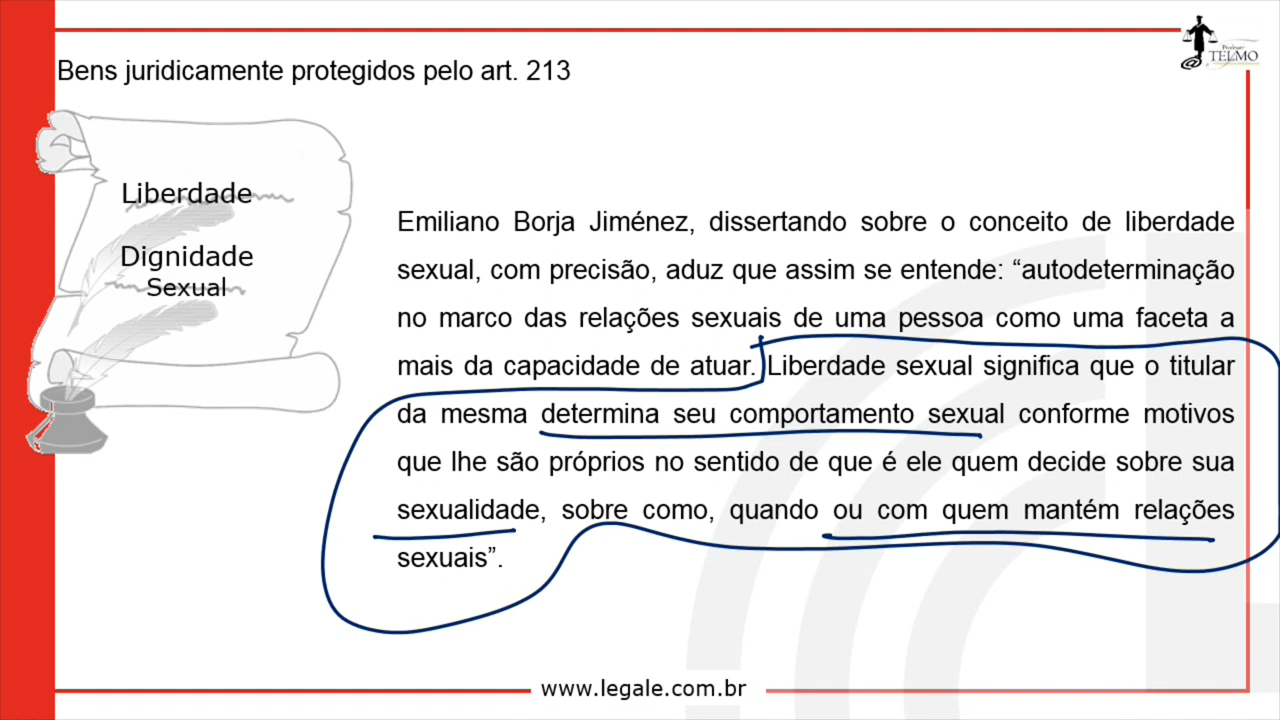 Bens juridicamente protegidos pelo art. 213
Professor
TELMO
Liberdade
Dignidade
Sexual
Emiliano Borja Jiménez, dissertando sobre o conceito de liberdade
sexual, com precisão, aduz que assim se entende: “autodeterminação
no marco das relações sexuais de uma pessoa como uma faceta a
mais da capacidade de atuar. Liberdade sexual significa que o titular
da mesma determina seu comportamento sexual conforme motivos
que lhe são próprios no sentido de que é ele quem decide sobre sua
sexualidade, sobre como, quando ou com quem mantém relações
sexuais”.
www.legale.com.br